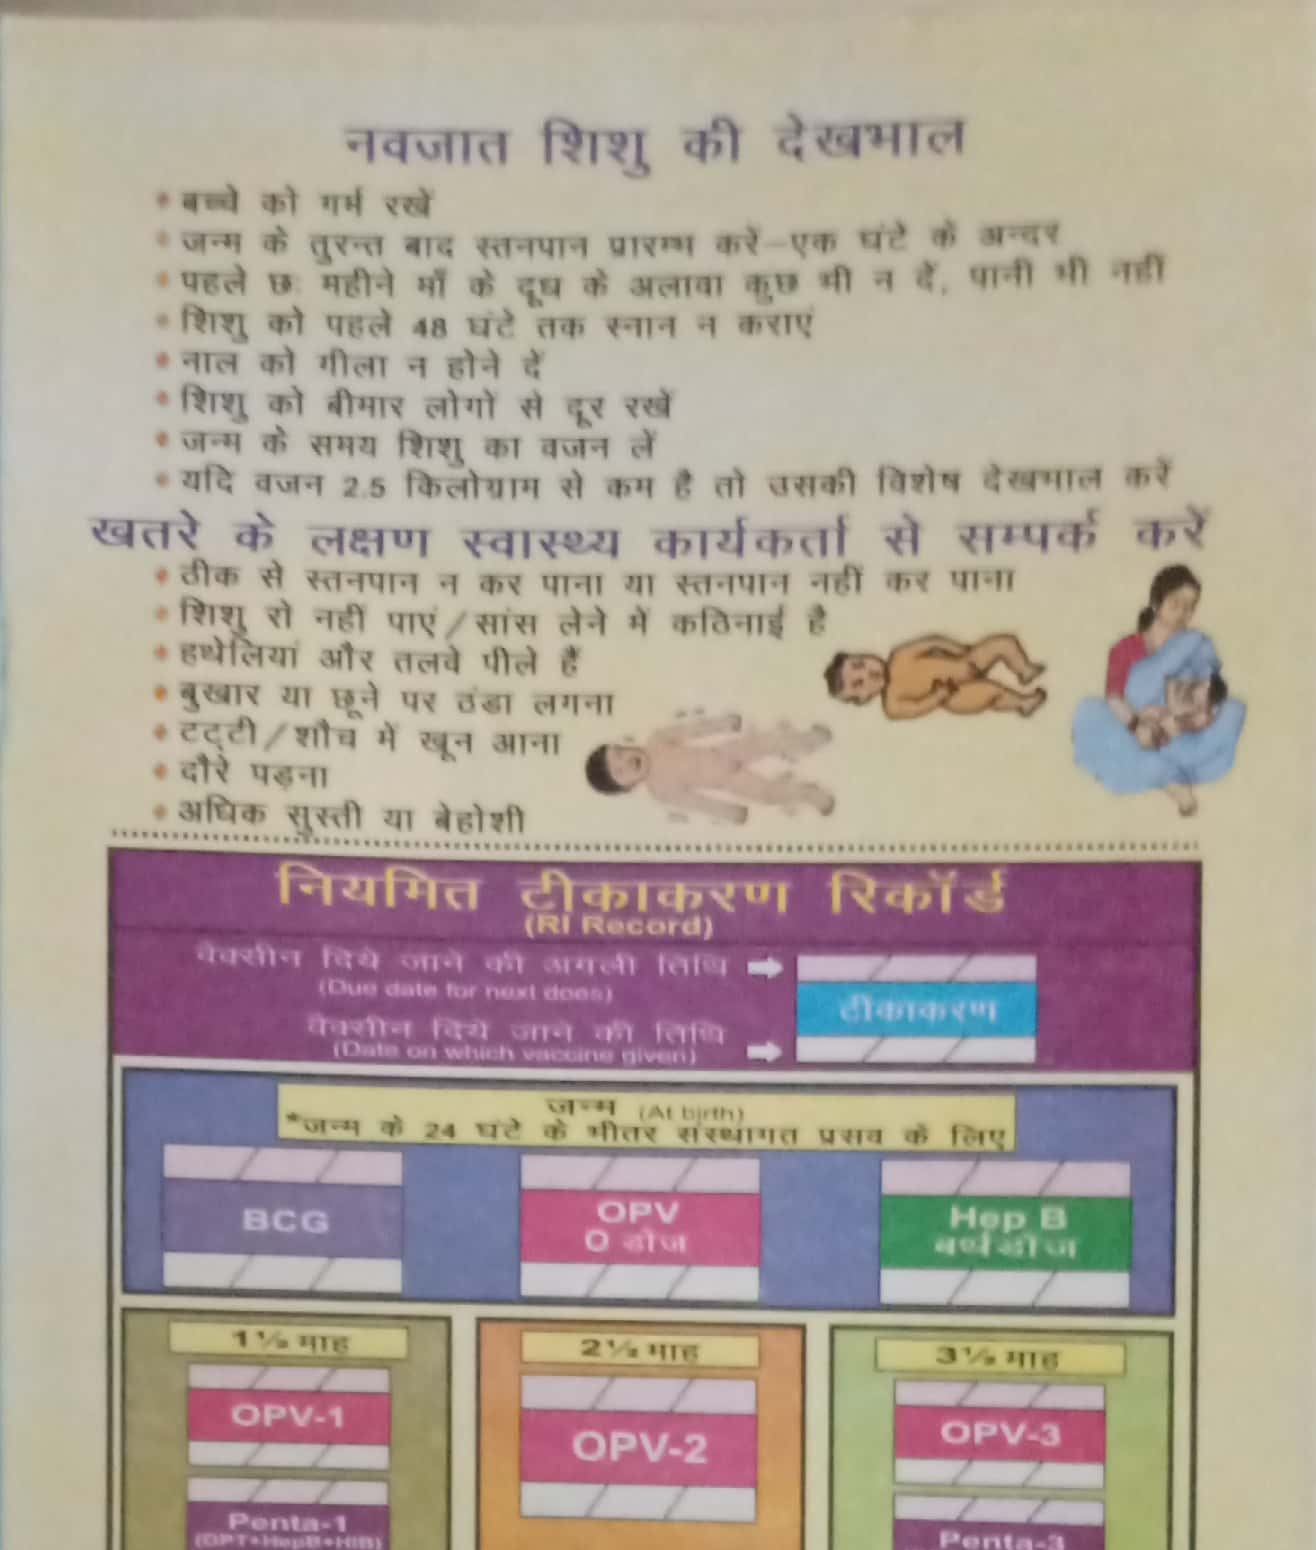 नवजात शिशु की देखभाल
• बच्चे को गर्म रखें
• जन्म के तुरन्त बाद स्तनपान प्रारम्भ करें–एक घंटे के अन्दर
• पहले छः महीने माँ के दूध के अलावा कुछ भी न दें, पानी भी नहीं
• शिशु को पहले 48 घंटे तक स्नान न कराएं
• नाल को गीला न होने दें
• शिशु को बीमार लोगों से दूर रखें
• जन्म के समय शिशु का वजन लें
• यदि वजन 2.5 किलोग्राम से कम है तो उसकी विशेष देखभाल करें
खतरे के लक्षण स्वास्थ्य कार्यकर्ता से सम्पर्क करें
• ठीक से स्तनपान न कर पाना या स्तनपान नहीं कर पाना
• शिशु रो नहीं पाएं/सांस लेने में कठिनाई है
• हथेलियां और तलवे पीले हैं
• बुखार या छूने पर ठंडा लगना
• टट्टी/शौच में खून आना
• दौरे पड़ना
• अधिक सुस्ती या बेहोशी
नियमित टीकाकरण रिकॉर्ड
(RI Record)
वैक्सीन दिये जाने की अगली तिथि
(Due date for next does)
टीकाकरण
वैक्सीन दिये जाने की तिथि
(Date on which vaccine given)
जन्म (At birth)
*जन्म के 24 घंटे के भीतर संस्थागत प्रसव के लिए
BCG
OPV
O डोज
Hep B
बर्थडोज
1½ माह
2½ माह
3½ माह
OPV-1
OPV-2
OPV-3
Penta-1
(DPT+HepB+HIB)
Penta-3